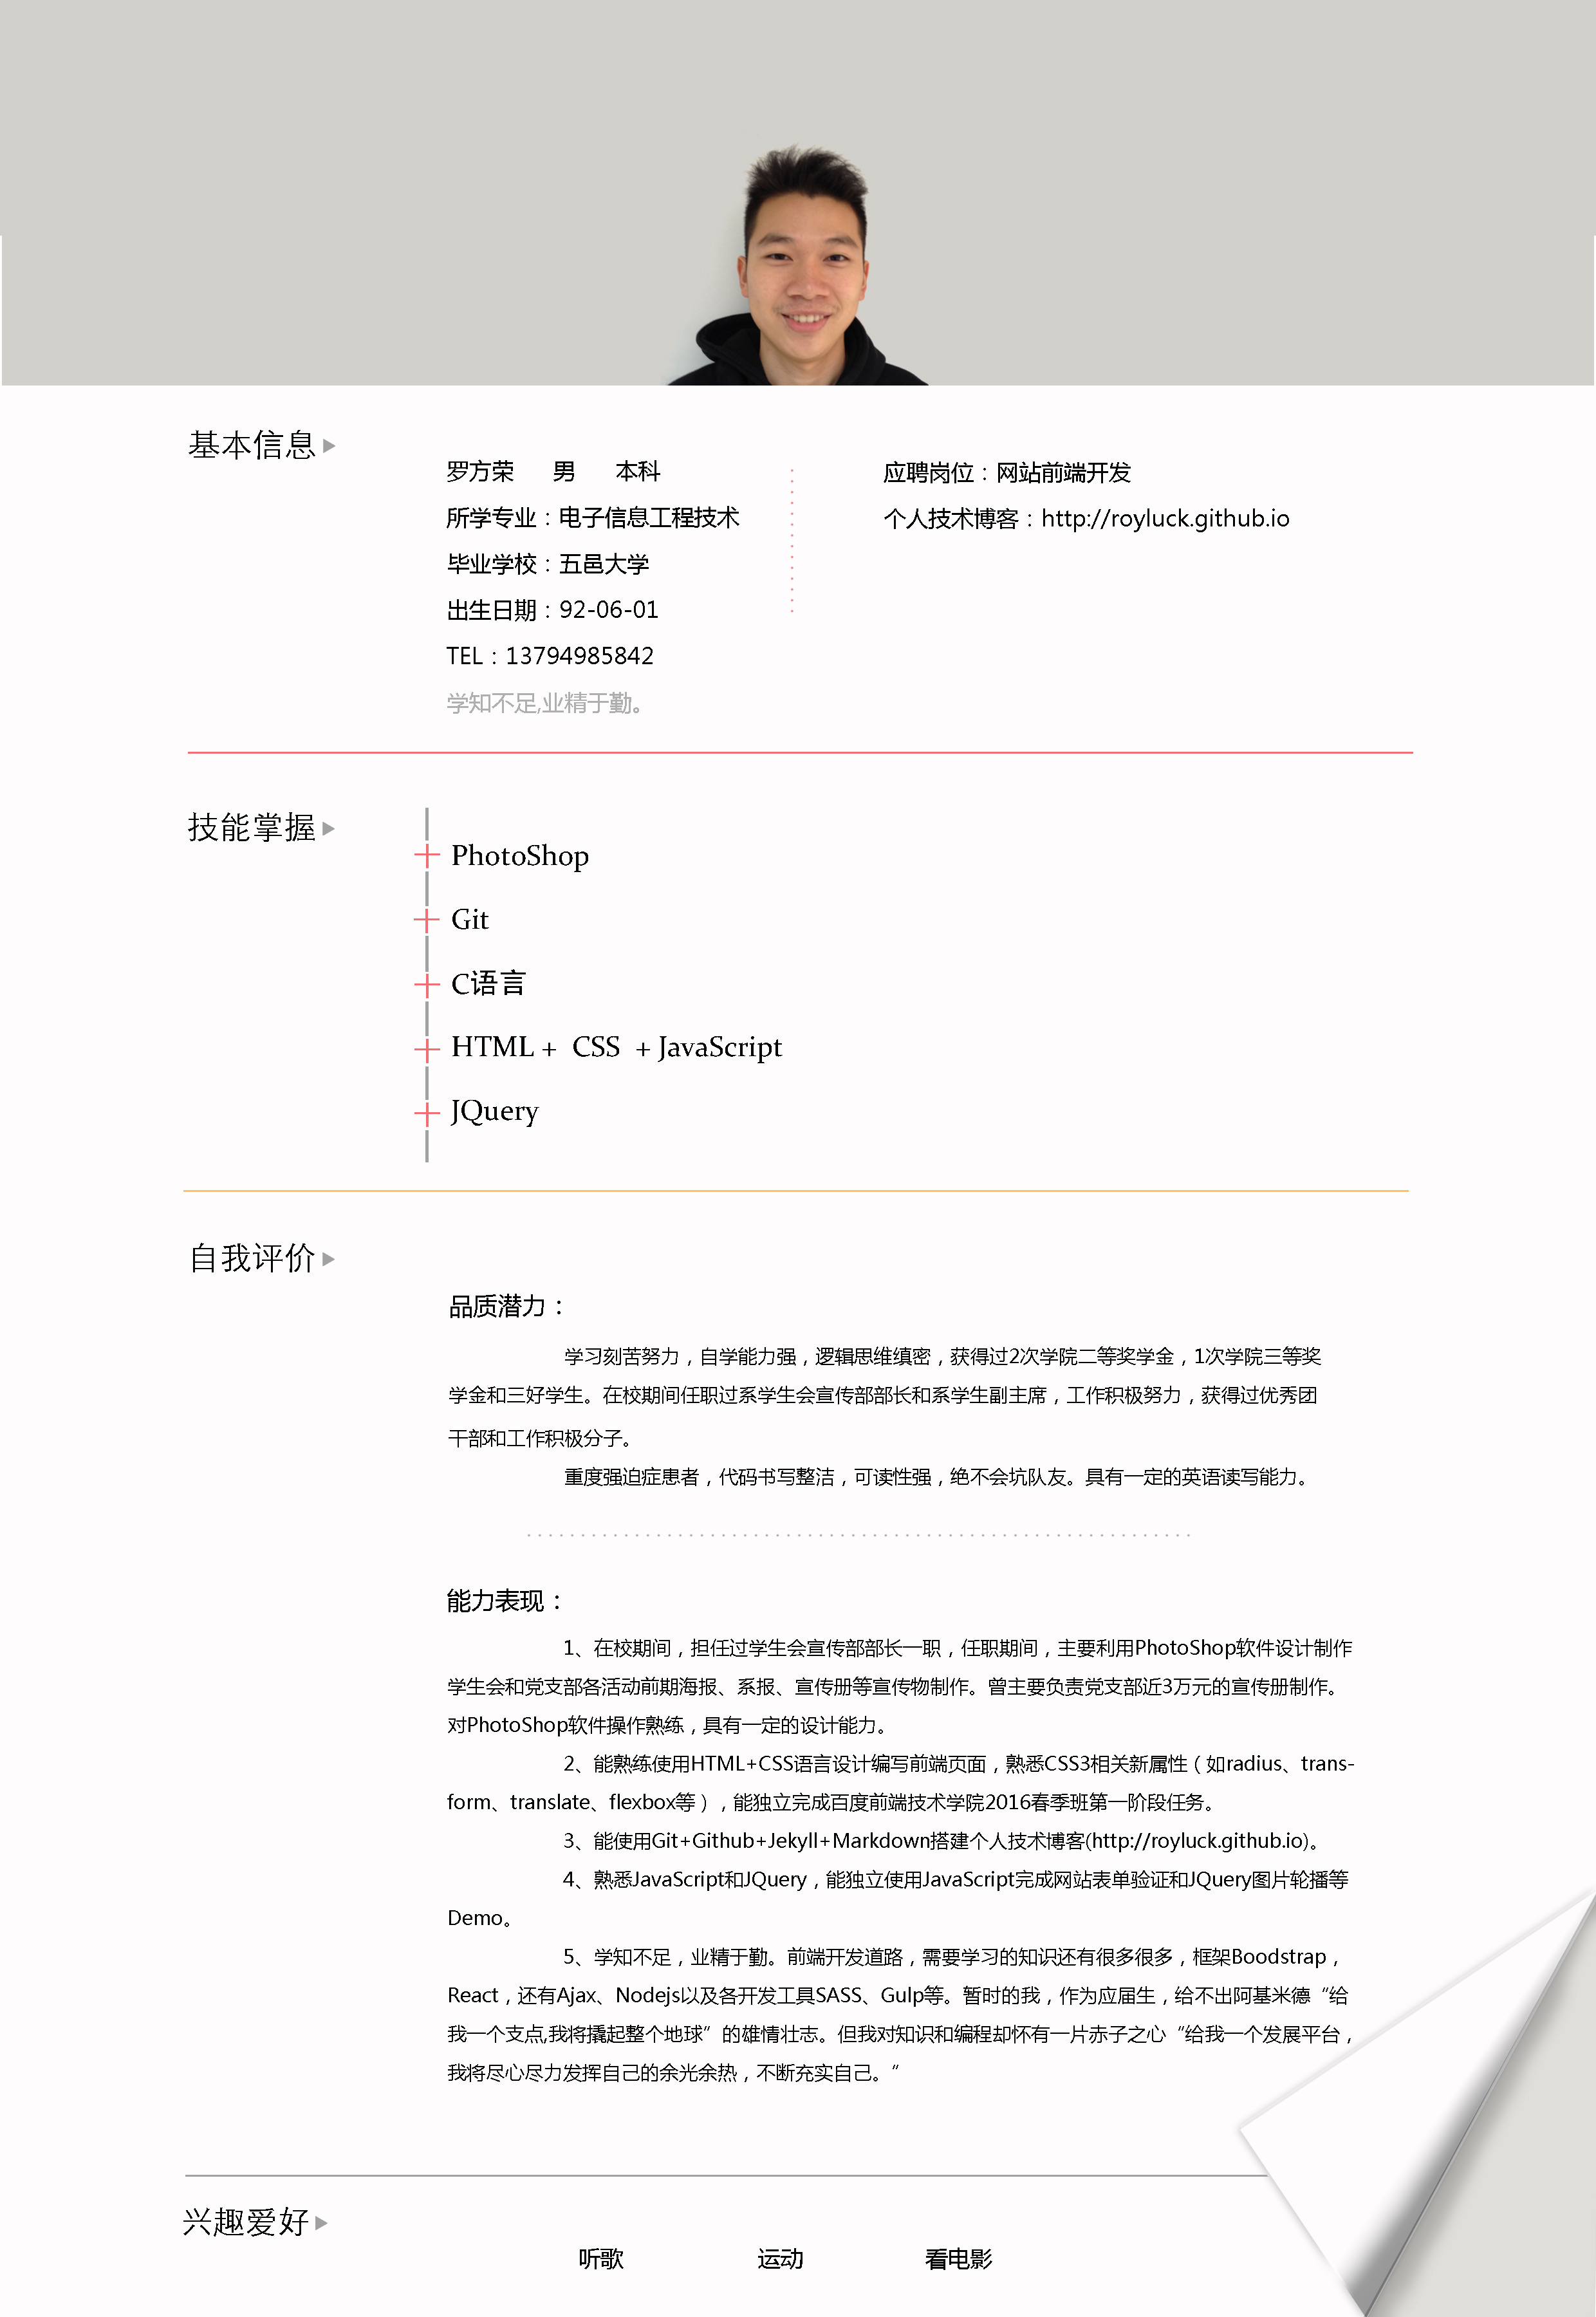 基本信息
罗方荣 男 本科
应聘岗位：网站前端开发
所学专业：电子信息工程技术
个人技术博客：http://royluck.github.io
毕业学校：五邑大学
出生日期：92-06-01
TEL：13794985842
学知不足,业精于勤。
技能掌握
PhotoShop
Git
C语言
HTML + CSS + JavaScript
JQuery
自我评价
品质潜力：
学习刻苦努力，自学能力强，逻辑思维缜密，获得过2次学院二等奖学金，1次学院三等奖
学金和三好学生。在校期间任职过系学生会宣传部部长和系学生副主席，工作积极努力，获得过优秀团
干部和工作积极分子。
重度强迫症患者，代码书写整洁，可读性强，绝不会坑队友。具有一定的英语读写能力。
能力表现：
1、在校期间，担任过学生会宣传部部长一职，任职期间，主要利用PhotoShop软件设计制作
学生会和党支部各活动前期海报、系报、宣传册等宣传物制作。曾主要负责党支部近3万元的宣传册制作。
对PhotoShop软件操作熟练，具有一定的设计能力。
2、能熟练使用HTML+CSS语言设计编写前端页面，熟悉CSS3相关新属性（如radius、trans-
form、translate、flexbox等），能独立完成百度前端技术学院2016春季班第一阶段任务。
3、能使用Git+Github+Jekyll+Markdown搭建个人技术博客(http://royluck.github.io)。
4、熟悉JavaScript和JQuery，能独立使用JavaScript完成网站表单验证和JQuery图片轮播等
Demo。
5、学知不足，业精于勤。前端开发道路，需要学习的知识还有很多很多，框架Boodstrap，
React，还有Ajax、Nodejs以及各开发工具SASS、Gulp等。暂时的我，作为应届生，给不出阿基米德“给
我一个支点,我将撬起整个地球”的雄情壮志。但我对知识和编程却怀有一片赤子之心“给我一个发展平台，
我将尽心尽力发挥自己的余光余热，不断充实自己。”
兴趣爱好
听歌 运动 看电影